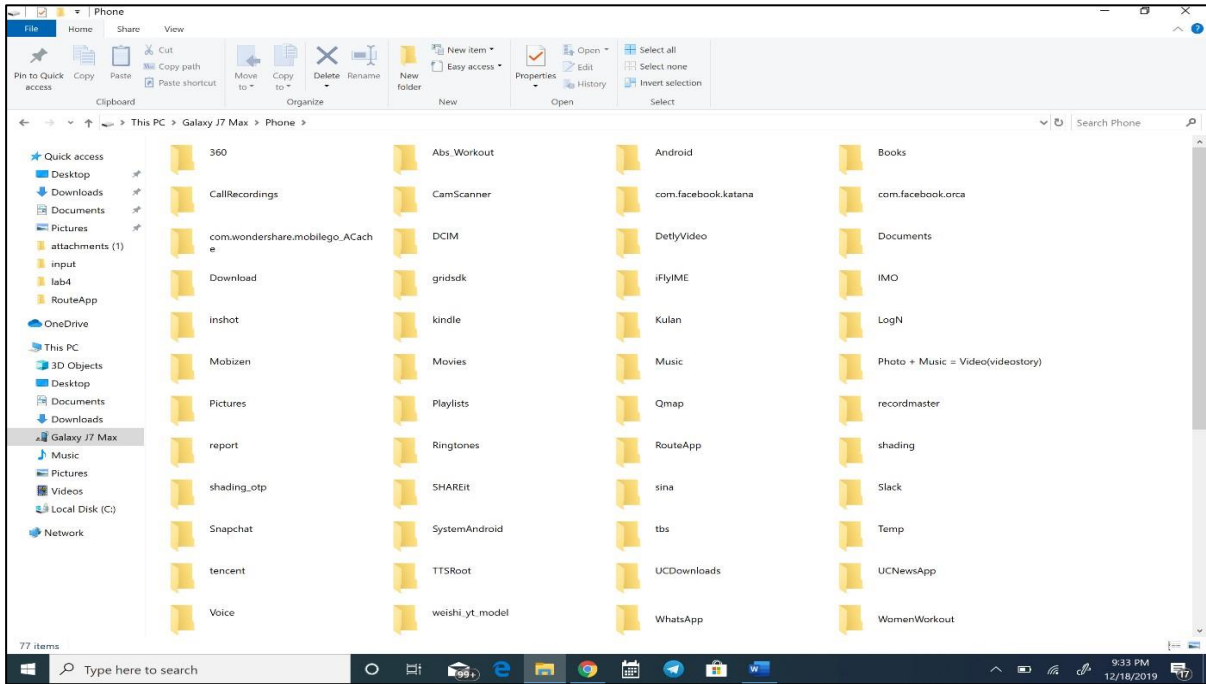 Phone
File Home Share View
Pin to Quick access
Copy
Paste
Cut
Copy path
Paste shortcut
Clipboard
Move to
Copy to
Delete
Rename
Organize
New folder
New item
Easy access
New
Properties
Open
Edit
History
Open
Select all
Select none
Invert selection
Select
This PC > Galaxy J7 Max > Phone >
Search Phone
Quick access
Desktop
Downloads
Documents
Pictures
attachments (1)
input
lab4
RouteApp
OneDrive
This PC
3D Objects
Desktop
Documents
Downloads
Galaxy J7 Max
Music
Pictures
Videos
Local Disk (C:)
Network
360 Abs_Workout Android Books
CallRecordings CamScanner com.facebook.katana com.facebook.orca
com.wondershare.mobilego_ACach
e
DCIM DetlyVideo Documents
Download gridsdk iFlyIME IMO
inshot kindle Kulan LogN
Mobizen Movies Music Photo + Music = Video(videostory)
Pictures Playlists Qmap recordmaster
report Ringtones RouteApp shading
shading_otp SHAREit sina Slack
Snapchat SystemAndroid tbs Temp
tencent TTSRoot UCDownloads UCNewsApp
Voice weishi_yt_model WhatsApp WomenWorkout
77 items
Type here to search
99+
9:33 PM
12/18/2019
17